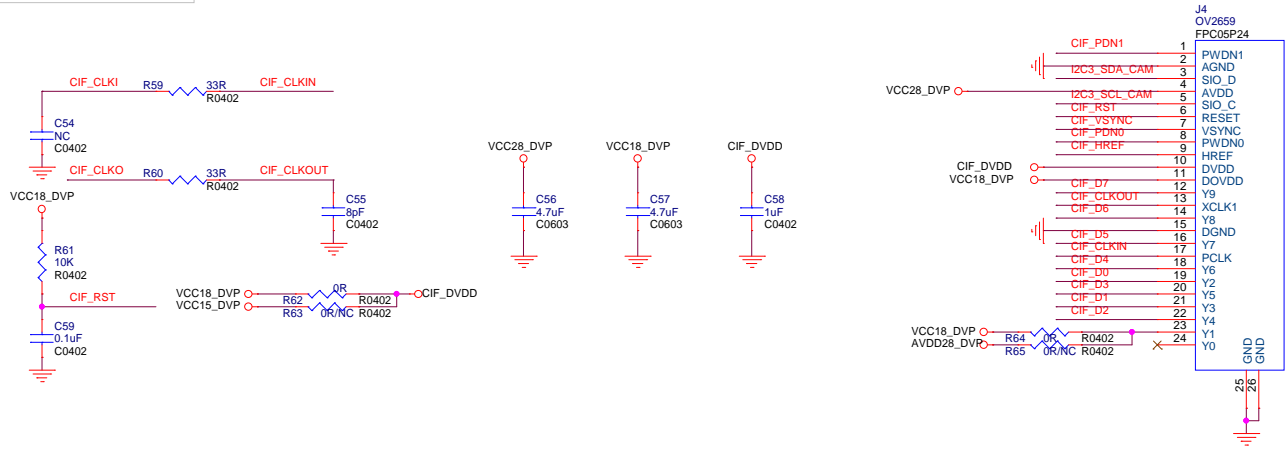 J4
OV2659
FPC05P24
CIF_CLKI R59 33R CIF_CLKIN
R0402
C54
NC
C0402
CIF_CLKO R60 33R CIF_CLKOUT
R0402
C55
8pF
C0402
VCC18_DVP
R61
10K
R0402
CIF_RST
C59
0.1uF
C0402
VCC28_DVP
C56
4.7uF
C0603
VCC18_DVP
C57
4.7uF
C0603
CIF_DVDD
C58
1uF
C0402
VCC18_DVP R62 0R R0402 CIF_DVDD
VCC15_DVP R63 0R/NC R0402
CIF_PDN1 1 PWDN1
2 AGND
I2C3_SDA_CAM 3 SIO_D
VCC28_DVP 4 AVDD
I2C3_SCL_CAM 5 SIO_C
CIF_RST 6 RESET
CIF_VSYNC 7 VSYNC
CIF_PDN0 8 PWDN0
CIF_HREF 9 HREF
CIF_DVDD 10 DVDD
VCC18_DVP 11 DOVDD
CIF_D7 12 Y9
CIF_CLKOUT 13 XCLK1
CIF_D6 14 Y8
15 DGND
CIF_D5 16 Y7
CIF_CLKIN 17 PCLK
CIF_D4 18 Y6
CIF_D0 19 Y2
CIF_D3 20 Y5
CIF_D1 21 Y3
CIF_D2 22 Y4
VCC18_DVP R64 0R R0402 23 Y1
AVDD28_DVP R65 0R/NC R0402 24 Y0
GND
GND
25
26